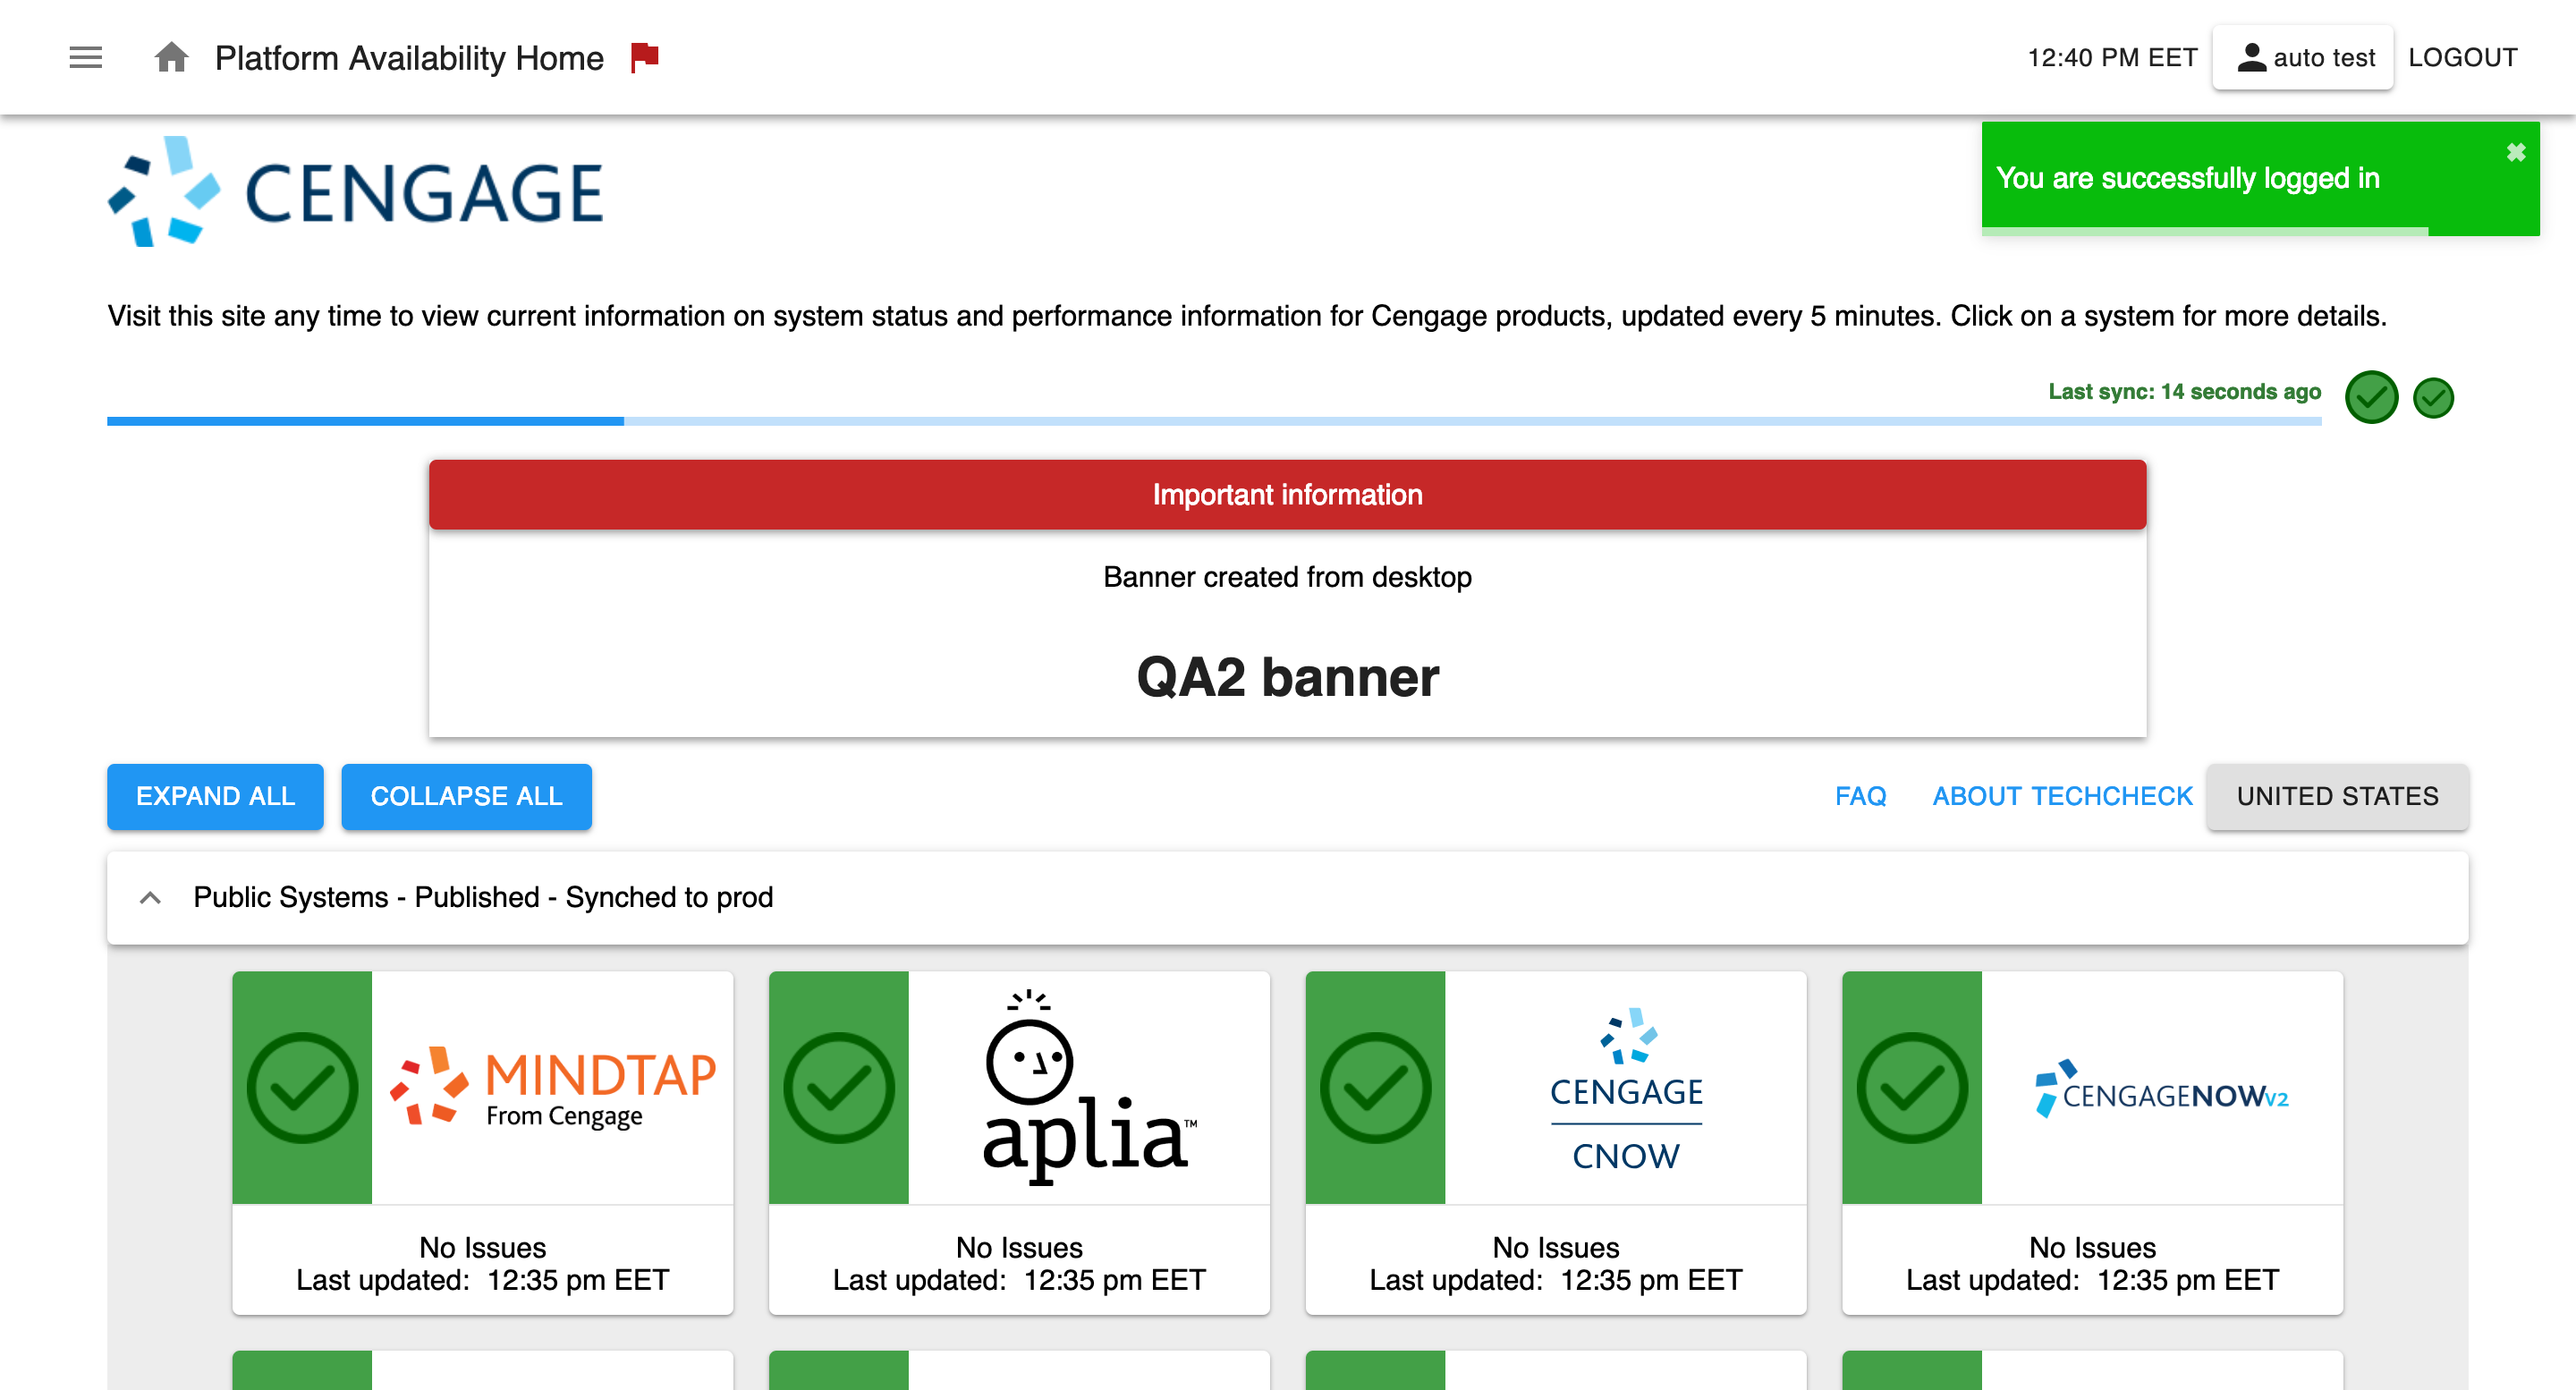 Platform Availability Home
12:40 PM EET
auto test
LOGOUT
CENGAGE
You are successfully logged in
Visit this site any time to view current information on system status and performance information for Cengage products, updated every 5 minutes. Click on a system for more details.
Last sync: 14 seconds ago
Important information
Banner created from desktop
QA2 banner
EXPAND ALL
COLLAPSE ALL
FAQ
ABOUT TECHCHECK
UNITED STATES
Public Systems - Published - Synched to prod
MINDTAP
From Cengage
No Issues
Last updated: 12:35 pm EET
aplia™
No Issues
Last updated: 12:35 pm EET
CENGAGE
CNOW
No Issues
Last updated: 12:35 pm EET
CENGAGENOWV2
No Issues
Last updated: 12:35 pm EET